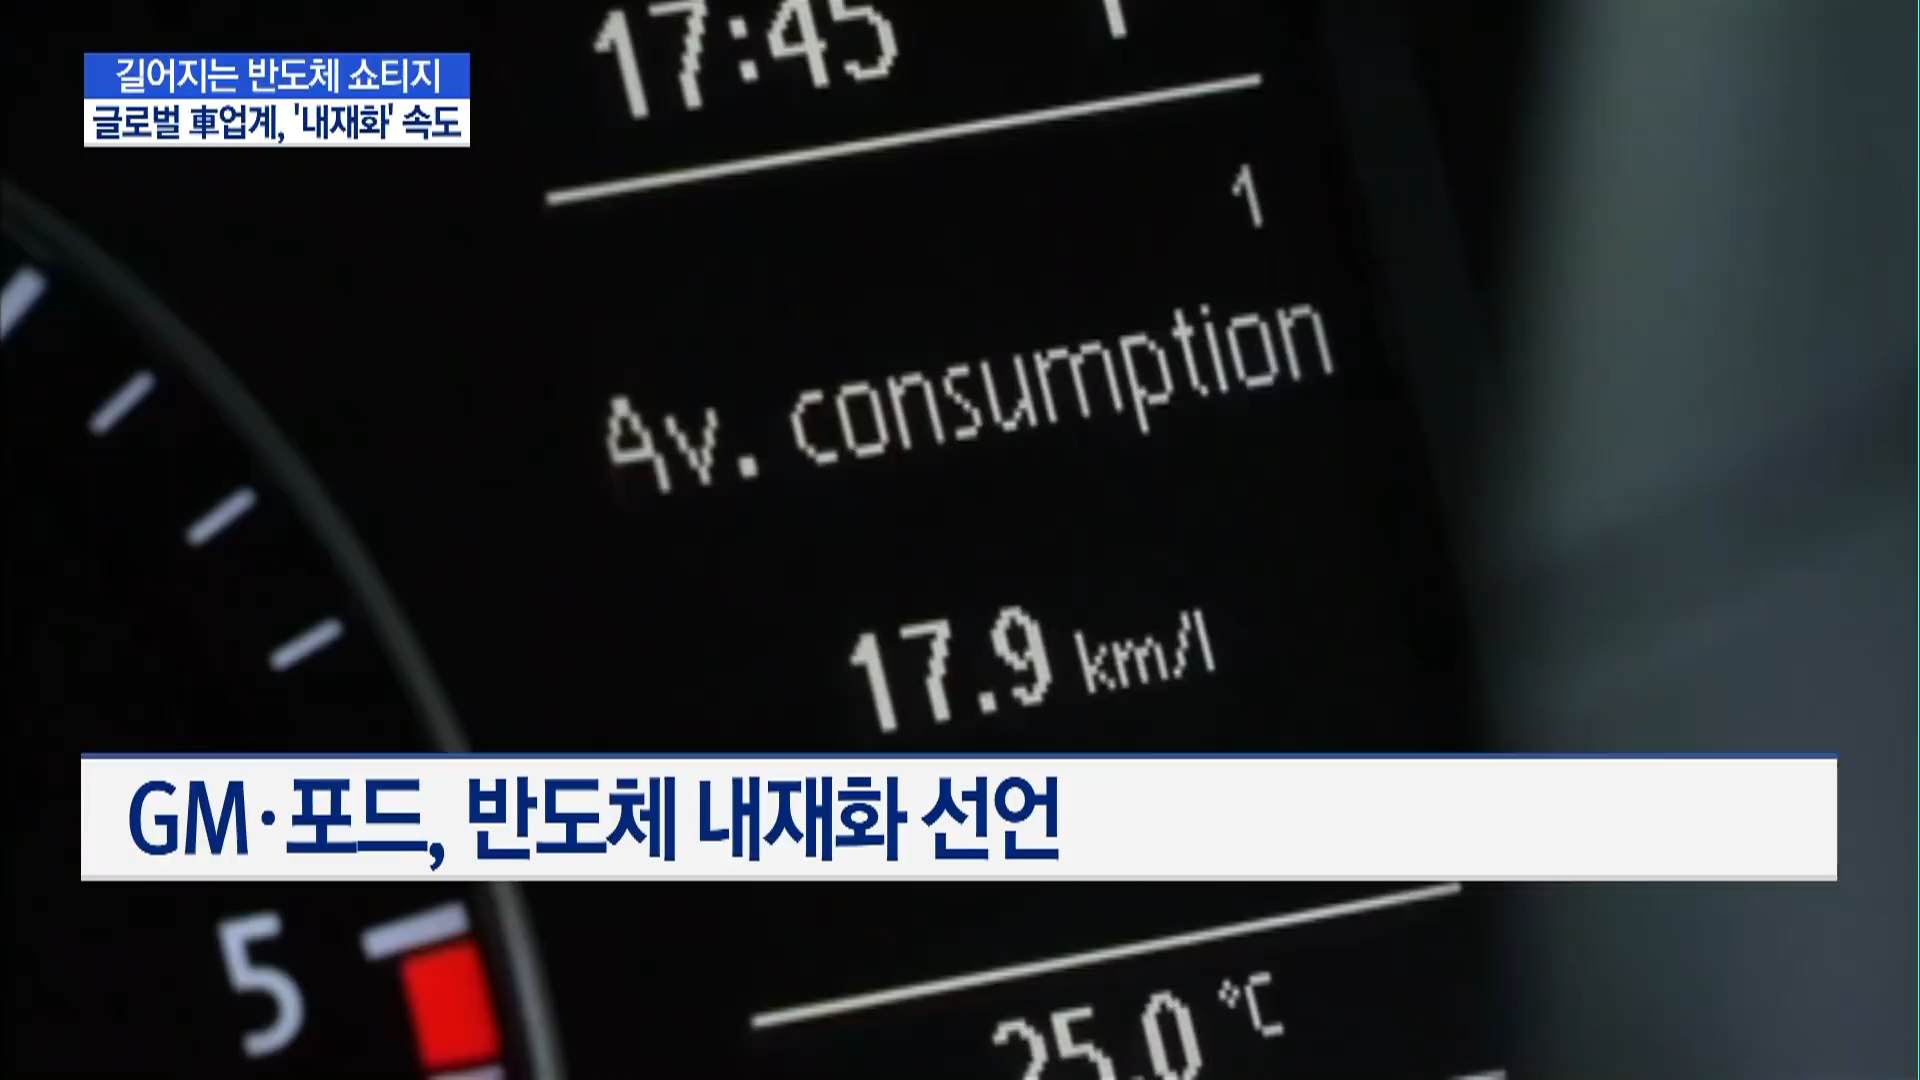 길어지는 반도체 쇼티지
글로벌 車업계, '내재화' 속도
17:45
1
Av. consumption
17.9 km/l
GM·포드, 반도체 내재화 선언
5
25.0 °C